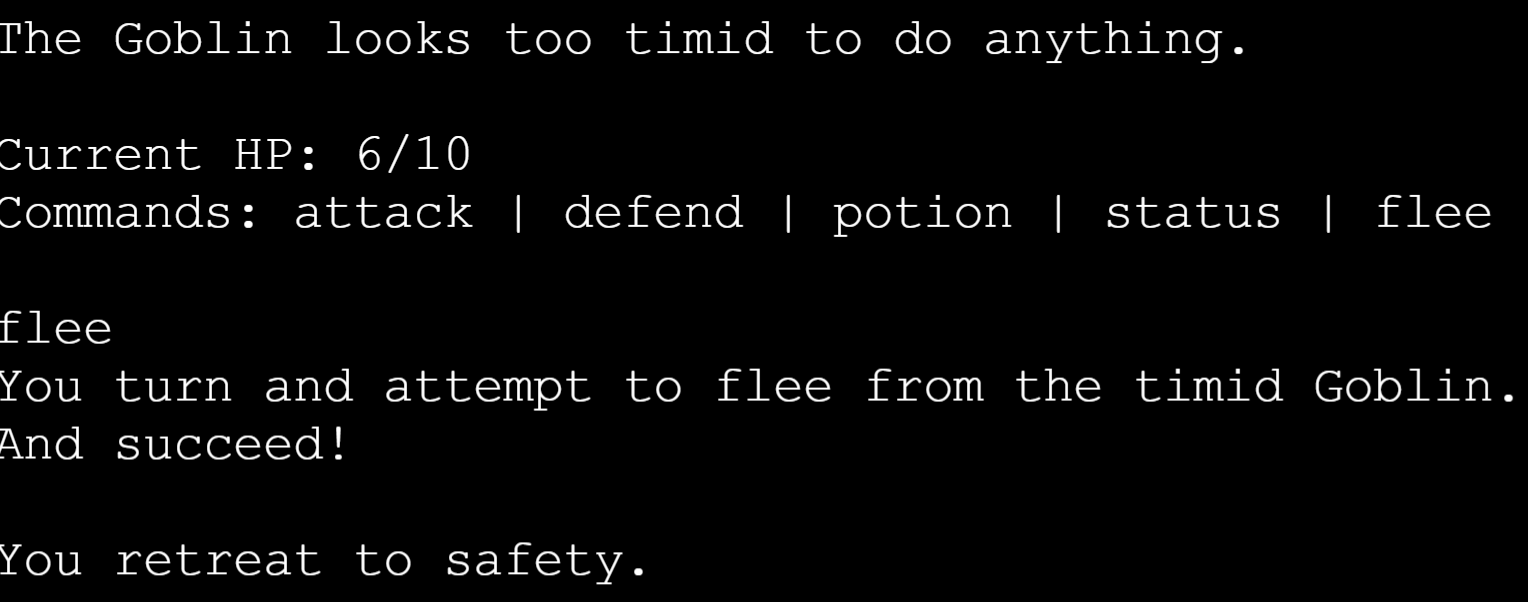 The Goblin looks too timid to do anything.
Current HP: 6/10
Commands: attack | defend | potion | status | flee
flee
You turn and attempt to flee from the timid Goblin.
And succeed!
You retreat to safety.